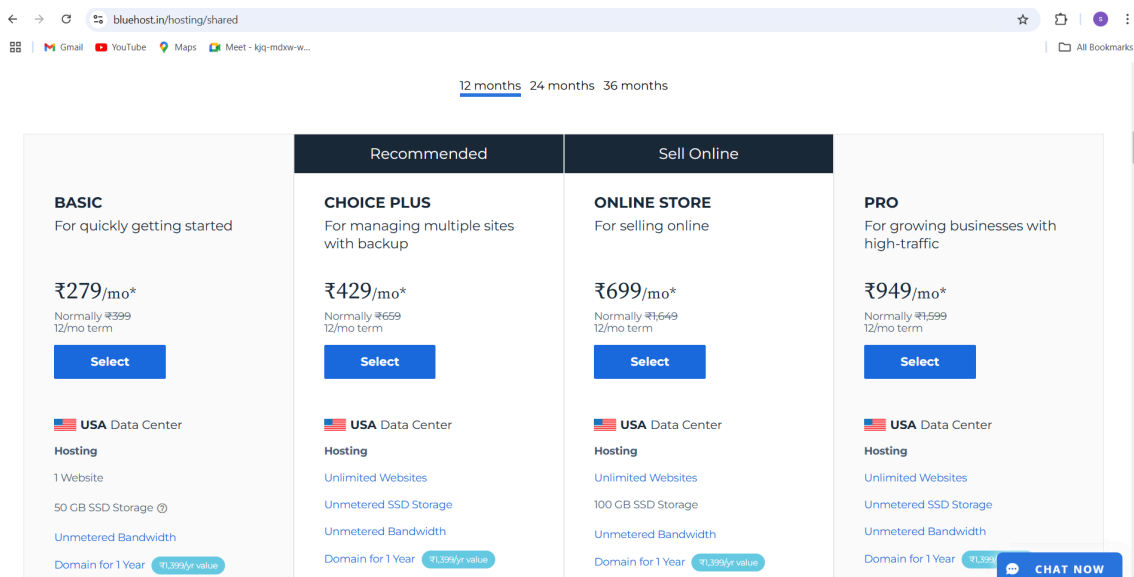 bluehost.in/hosting/shared
S
Gmail
YouTube
Maps
Meet - kjq-mdxw-w...
All Bookmarks
12 months
24 months
36 months
BASIC
For quickly getting started
₹279/mo*
Normally ₹399
12/mo term
Select
USA Data Center
Hosting
1 Website
50 GB SSD Storage
Unmetered Bandwidth
Domain for 1 Year ₹1,399/yr value
Recommended
CHOICE PLUS
For managing multiple sites
with backup
₹429/mo*
Normally ₹659
12/mo term
Select
USA Data Center
Hosting
Unlimited Websites
Unmetered SSD Storage
Unmetered Bandwidth
Domain for 1 Year ₹1,399/yr value
Sell Online
ONLINE STORE
For selling online
₹699/mo*
Normally ₹1,649
12/mo term
Select
USA Data Center
Hosting
Unlimited Websites
100 GB SSD Storage
Unmetered Bandwidth
Domain for 1 Year ₹1,399/yr value
PRO
For growing businesses with
high-traffic
₹949/mo*
Normally ₹1,599
12/mo term
Select
USA Data Center
Hosting
Unlimited Websites
Unmetered SSD Storage
Unmetered Bandwidth
Domain for 1 Year
CHAT NOW